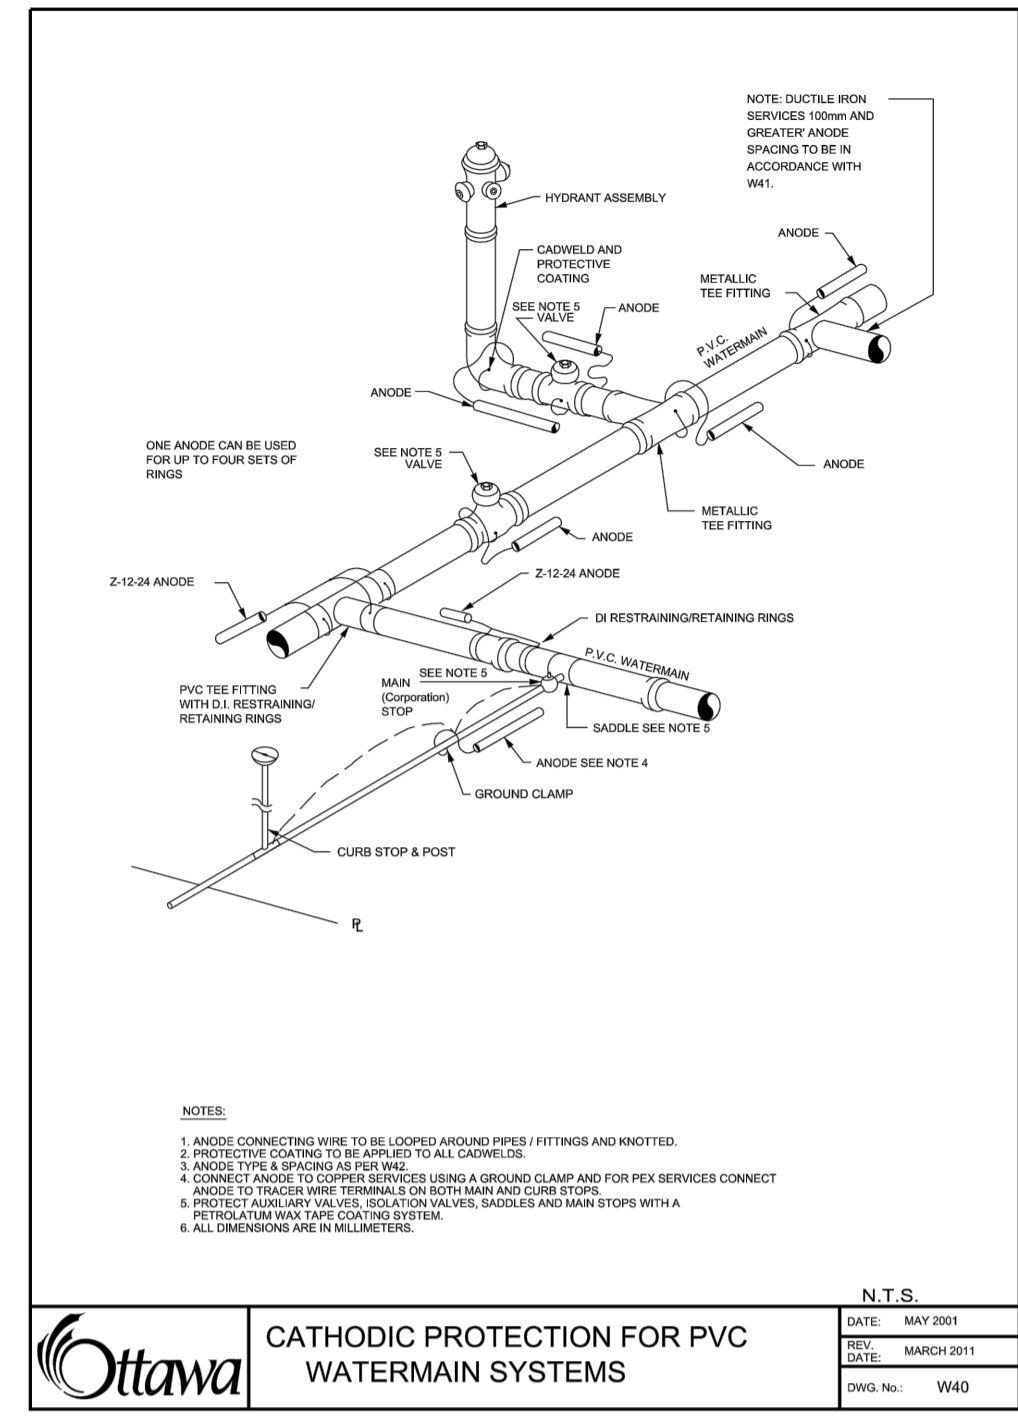 NOTE: DUCTILE IRON
SERVICES 100mm AND
GREATER' ANODE
SPACING TO BE IN
ACCORDANCE WITH
W41.
HYDRANT ASSEMBLY
ANODE
CADWELD AND
PROTECTIVE
COATING
METALLIC
TEE FITTING
SEE NOTE 5
VALVE
ANODE
P.V.C.
WATERMAIN
ANODE
ONE ANODE CAN BE USED
FOR UP TO FOUR SETS OF
RINGS
SEE NOTE 5
VALVE
ANODE
METALLIC
TEE FITTING
ANODE
Z-12-24 ANODE
Z-12-24 ANODE
DI RESTRAINING/RETAINING RINGS
P.V.C. WATERMAIN
SEE NOTE 5
MAIN
(Corporation)
STOP
PVC TEE FITTING
WITH D.I. RESTRAINING/
RETAINING RINGS
SADDLE SEE NOTE 5
ANODE SEE NOTE 4
GROUND CLAMP
CURB STOP & POST
PL
NOTES:
1. ANODE CONNECTING WIRE TO BE LOOPED AROUND PIPES / FITTINGS AND KNOTTED.
2. PROTECTIVE COATING TO BE APPLIED TO ALL CADWELDS.
3. ANODE TYPE & SPACING AS PER W42.
4. CONNECT ANODE TO COPPER SERVICES USING A GROUND CLAMP AND FOR PEX SERVICES CONNECT
ANODE TO TRACER WIRE TERMINALS ON BOTH MAIN AND CURB STOPS.
5. PROTECT AUXILIARY VALVES, ISOLATION VALVES, SADDLES AND MAIN STOPS WITH A
PETROLATUM WAX TAPE COATING SYSTEM.
6. ALL DIMENSIONS ARE IN MILLIMETERS.
N.T.S.
Ottawa
CATHODIC PROTECTION FOR PVC
WATERMAIN SYSTEMS
DATE: MAY 2001
REV.
DATE: MARCH 2011
DWG. No.: W40